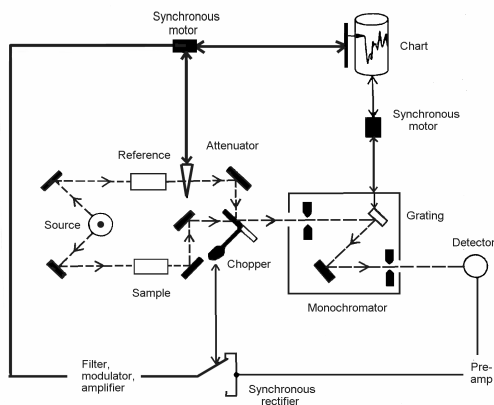 Synchronous
motor
Chart
Synchronous
motor
Reference
Attenuator
Grating
Source
Detector
Chopper
Sample
Monochromator
Filter,
modulator,
amplifier
Pre-
amp
Synchronous
rectifier